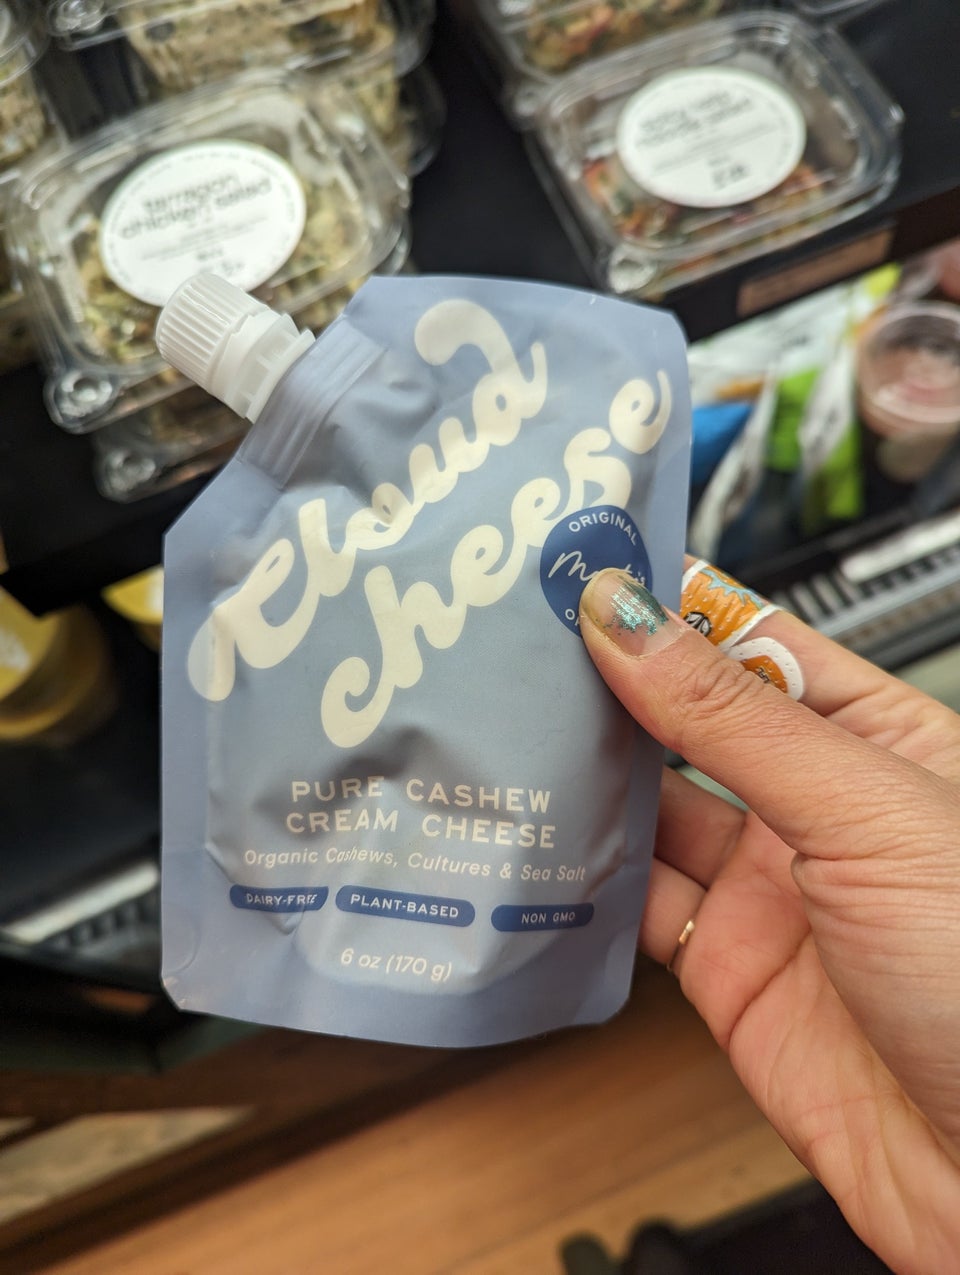 tarragon
chicken salad
Cloud
cheese
ORIGINAL
PURE CASHEW
CREAM CHEESE
Organic Cashews, Cultures & Sea Salt
DAIRY-FREE
PLANT-BASED
NON GMO
6 oz (170 g)